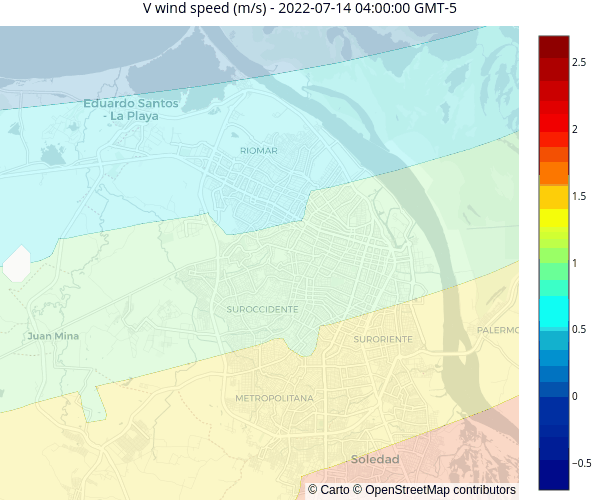 V wind speed (m/s) - 2022-07-14 04:00:00 GMT-5
2.5
Eduardo Santos
- La Playa
2
RIOMAR
1.5
1
SUROCCIDENTE
PALERMO
0.5
Juan Mina
SURORIENTE
0
METROPOLITANA
Soledad
−0.5
© Carto © OpenStreetMap contributors